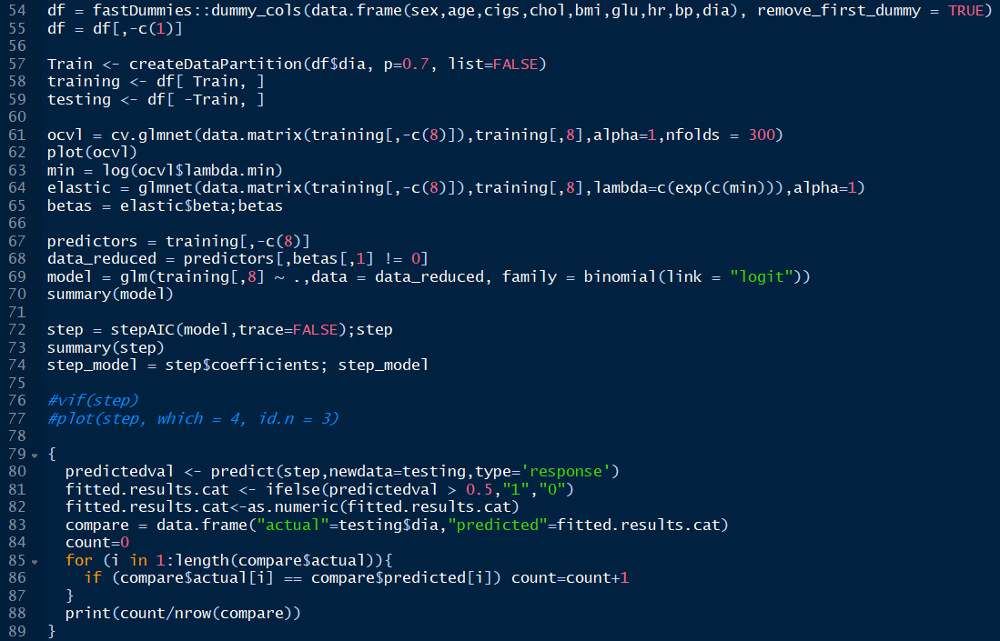 54 df = fastDummies::dummy_cols(data.frame(sex,age,cigs,chol,bmi,glu,hr,bp,dia), remove_first_dummy = TRUE)
55 df = df[,-c(1)]
56
57 Train <- createDataPartition(df$dia, p=0.7, list=FALSE)
58 training <- df[ Train, ]
59 testing <- df[ -Train, ]
60
61 ocvl = cv.glmnet(data.matrix(training[,-c(8)]),training[,8],alpha=1,nfolds = 300)
62 plot(ocvl)
63 min = log(ocvl$lambda.min)
64 elastic = glmnet(data.matrix(training[,-c(8)]),training[,8],lambda=c(exp(c(min))),alpha=1)
65 betas = elastic$beta;betas
66
67 predictors = training[,-c(8)]
68 data_reduced = predictors[,betas[,1] != 0]
69 model = glm(training[,8] ~ .,data = data_reduced, family = binomial(link = "logit"))
70 summary(model)
71
72 step = stepAIC(model,trace=FALSE);step
73 summary(step)
74 step_model = step$coefficients; step_model
75
76 #vif(step)
77 #plot(step, which = 4, id.n = 3)
78
79 {
80   predictedval <- predict(step,newdata=testing,type='response')
81   fitted.results.cat <- ifelse(predictedval > 0.5,"1","0")
82   fitted.results.cat<-as.numeric(fitted.results.cat)
83   compare = data.frame("actual"=testing$dia,"predicted"=fitted.results.cat)
84   count=0
85   for (i in 1:length(compare$actual)){
86     if (compare$actual[i] == compare$predicted[i]) count=count+1
87   }
88   print(count/nrow(compare))
89 }